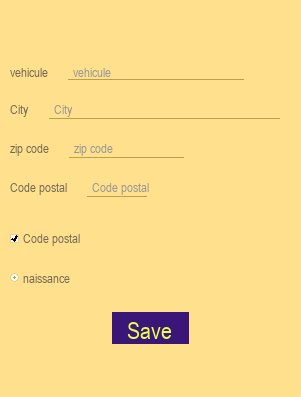 vehicule vehicule
City City
zip code zip code
Code postal Code postal
Code postal
naissance
Save